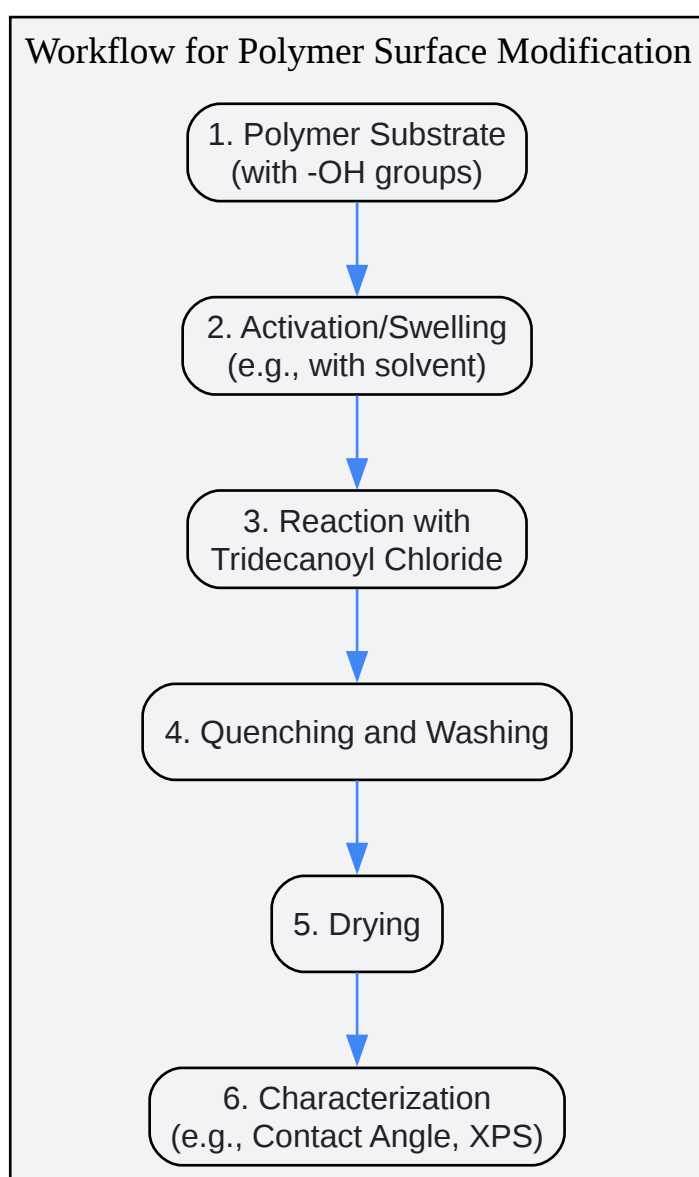 Workflow for Polymer Surface Modification
1. Polymer Substrate
(with -OH groups)
2. Activation/Swelling
(e.g., with solvent)
3. Reaction with
Tridecanoyl Chloride
4. Quenching and Washing
5. Drying
6. Characterization
(e.g., Contact Angle, XPS)